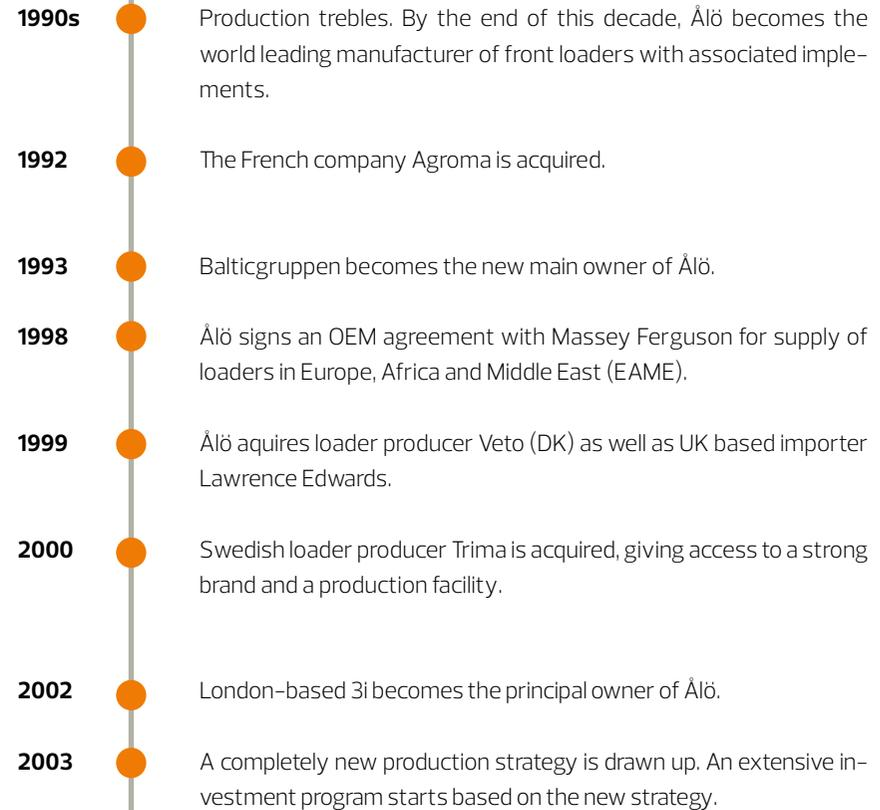 1990s Production trebles. By the end of this decade, Ålö becomes the
world leading manufacturer of front loaders with associated imple-
ments.
1992 The French company Agroma is acquired.
1993 Balticgruppen becomes the new main owner of Ålö.
1998 Ålö signs an OEM agreement with Massey Ferguson for supply of
loaders in Europe, Africa and Middle East (EAME).
1999 Ålö aquires loader producer Veto (DK) as well as UK based importer
Lawrence Edwards.
2000 Swedish loader producer Trima is acquired, giving access to a strong
brand and a production facility.
2002 London-based 3i becomes the principal owner of Ålö.
2003 A completely new production strategy is drawn up. An extensive in-
vestment program starts based on the new strategy.